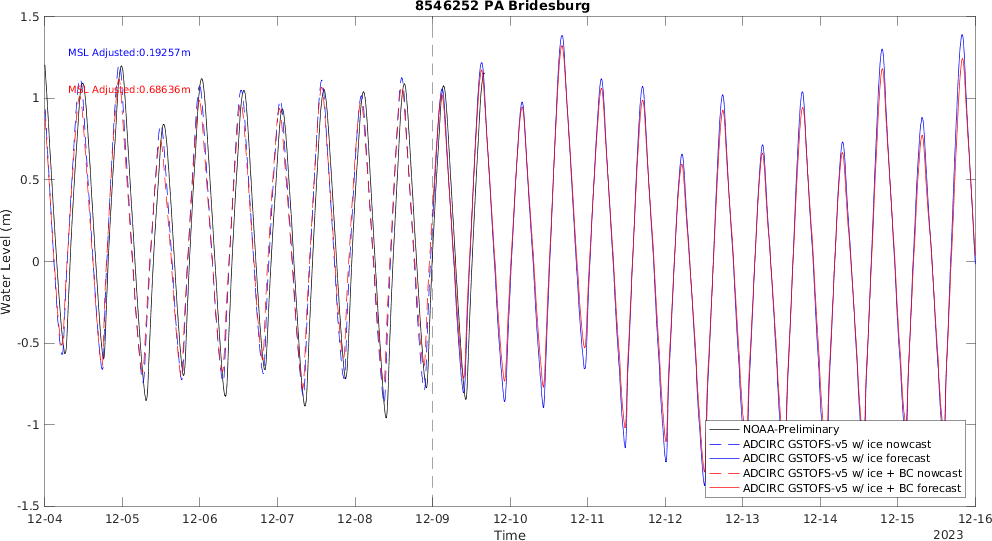 8546252 PA Bridesburg
1.5
MSL Adjusted:0.19257m
MSL Adjusted:0.68636m
1
0.5
0
-0.5
-1
-1.5
Water Level (m)
NOAA-Preliminary
ADCIRC GSTOFS-v5 w/ ice nowcast
ADCIRC GSTOFS-v5 w/ ice forecast
ADCIRC GSTOFS-v5 w/ ice + BC nowcast
ADCIRC GSTOFS-v5 w/ ice + BC forecast
12-04 12-05 12-06 12-07 12-08 12-09 12-10 12-11 12-12 12-13 12-14 12-15 12-16
Time
2023